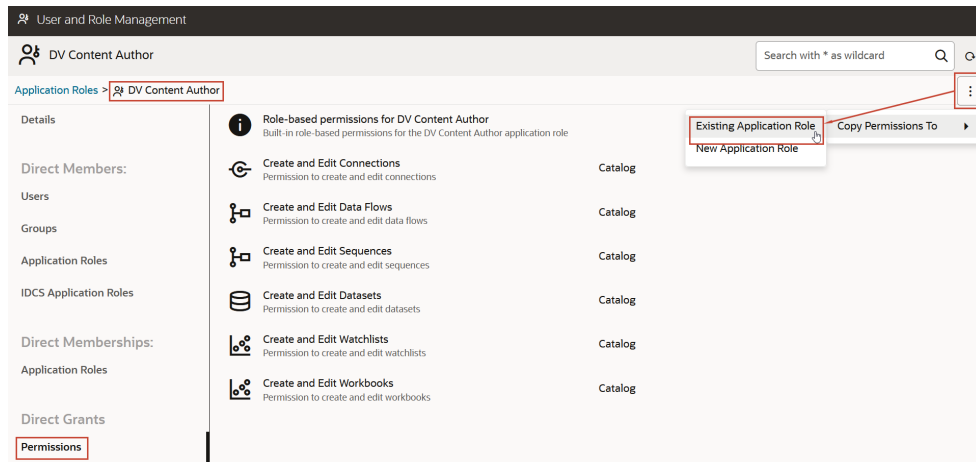 User and Role Management
DV Content Author
Search with * as wildcard
Application Roles > DV Content Author
Details
Direct Members:
Users
Groups
Application Roles
IDCS Application Roles
Direct Memberships:
Application Roles
Direct Grants
Permissions
Role-based permissions for DV Content Author
Built-in role-based permissions for the DV Content Author application role
Create and Edit Connections
Permission to create and edit connections
Catalog
Create and Edit Data Flows
Permission to create and edit data flows
Catalog
Create and Edit Sequences
Permission to create and edit sequences
Catalog
Create and Edit Datasets
Permission to create and edit datasets
Catalog
Create and Edit Watchlists
Permission to create and edit watchlists
Catalog
Create and Edit Workbooks
Permission to create and edit workbooks
Catalog
Existing Application Role
New Application Role
Copy Permissions To